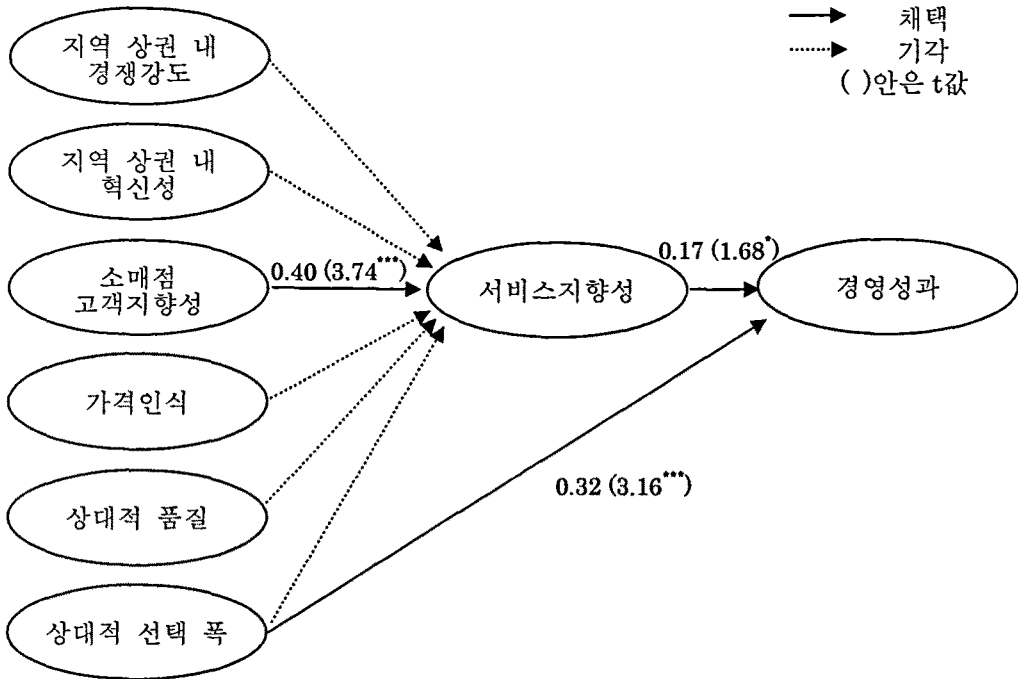 채택
기각
( )안은 t값
지역 상권 내
경쟁강도
지역 상권 내
혁신성
소매점
고객지향성
0.40 (3.74***)
서비스지향성
0.17 (1.68*)
경영성과
가격인식
상대적 품질
0.32 (3.16***)
상대적 선택 폭